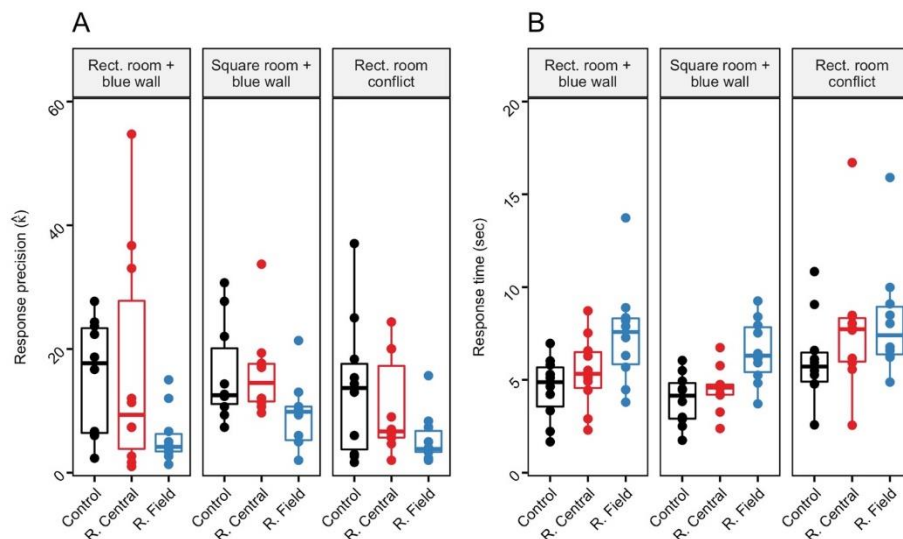 A
Rect. room +
blue wall
Square room +
blue wall
Rect. room
conflict
60
40
20
0
Response precision (k̂)
Control
R. Central
R. Field
Control
R. Central
R. Field
Control
R. Central
R. Field
B
Rect. room +
blue wall
Square room +
blue wall
Rect. room
conflict
20
15
10
5
0
Response time (sec)
Control
R. Central
R. Field
Control
R. Central
R. Field
Control
R. Central
R. Field